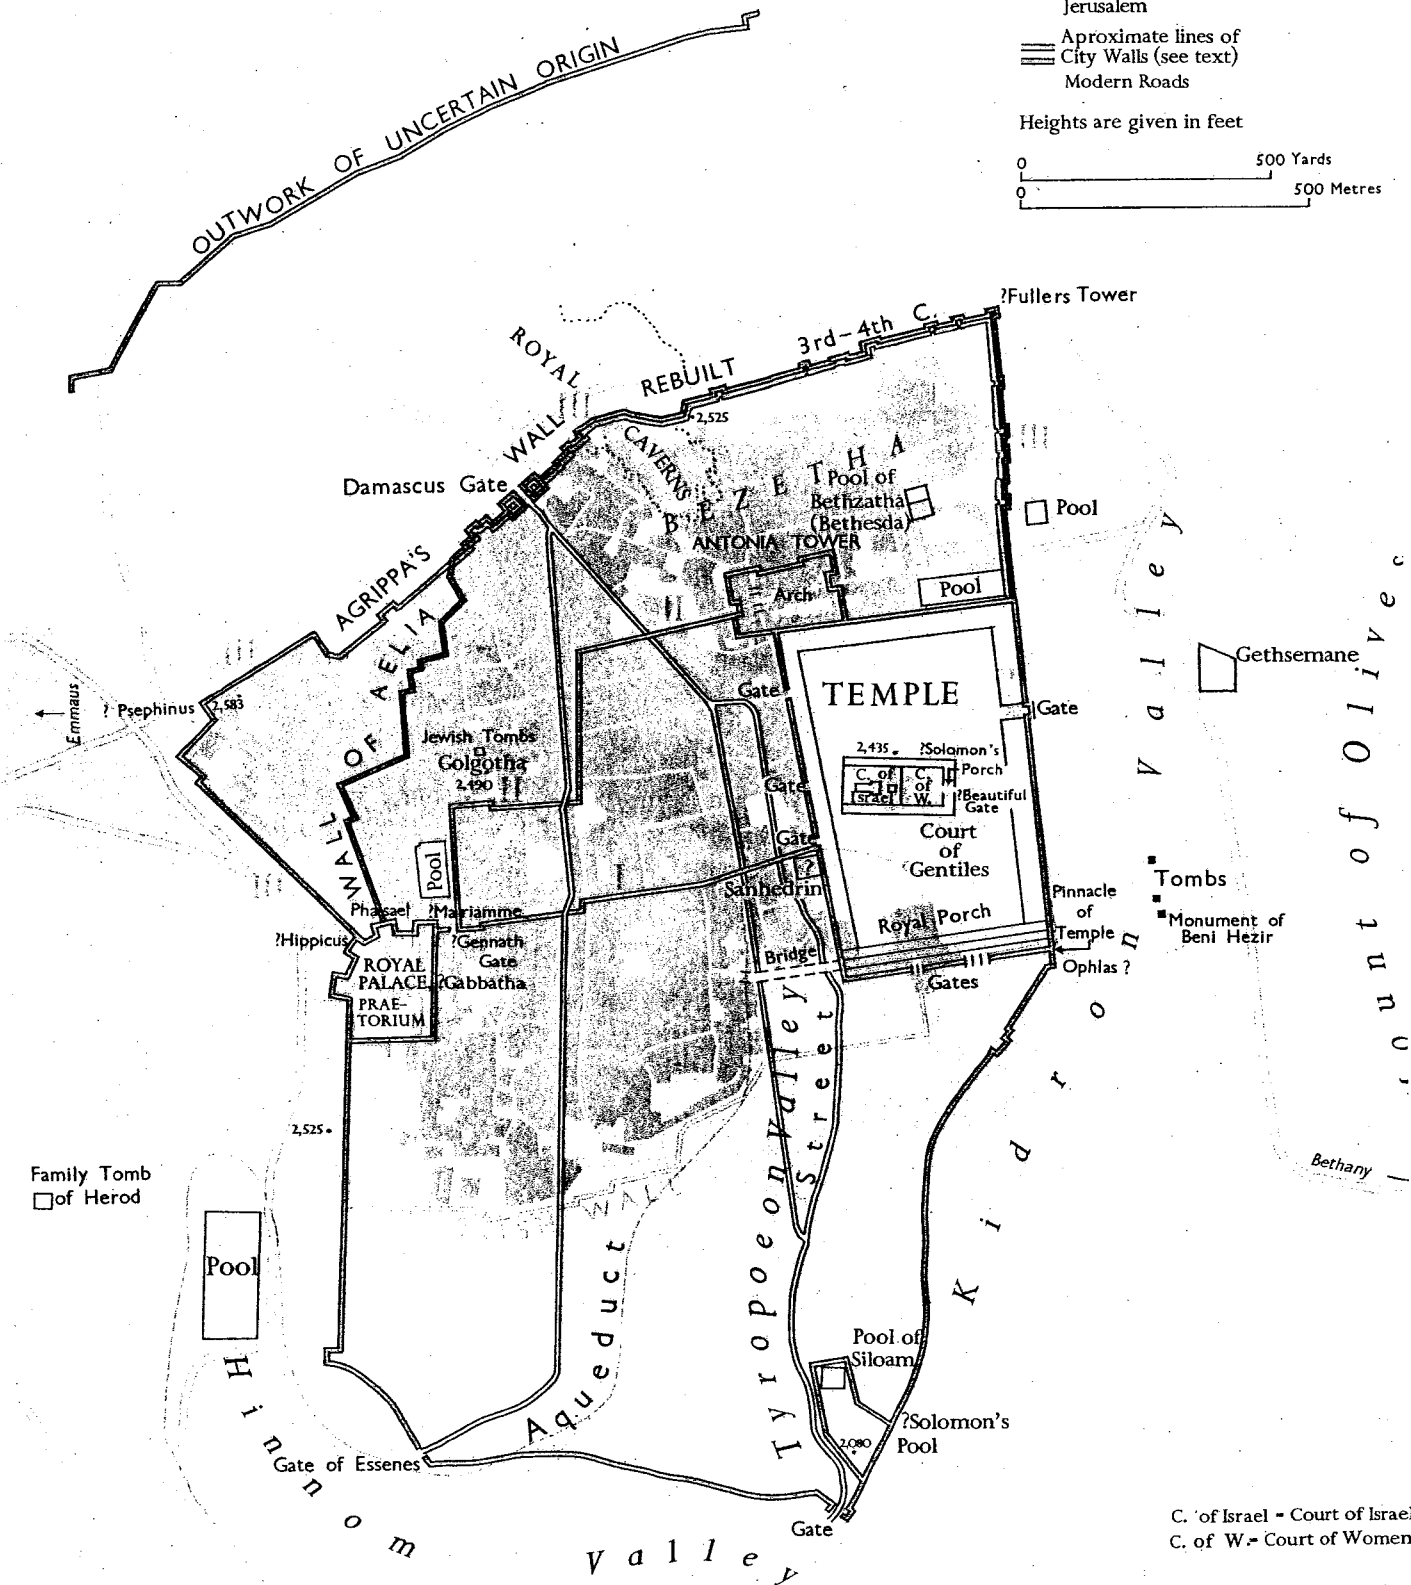 Jerusalem
Aproximate lines of
City Walls (see text)
Modern Roads
Heights are given in feet
0 500 Yards
0 500 Metres
OUTWORK OF UNCERTAIN ORIGIN
?Fullers Tower
AGRIPPA'S WALL REBUILT 3rd-4th C.
ROYAL
CAVERNS
2,525
BEZETHA
Damascus Gate
Pool of
Bethzatha
(Bethesda)
Pool
ANTONIA TOWER
Arch
Pool
WALL OF AELIA
Gethsemane
Emmaus
? Psephinus
2,583
Gate
TEMPLE
Gate
Jewish Tombs
Golgotha
2,490
2,435
?Solomon's
Porch
C. of
Israel
C.
of
W.
?Beautiful
Gate
Gate
Gate
Court
of
Gentiles
Pool
?
Sanhedrin
Tombs
Monument of
Beni Hezir
Pinnacle
of
Temple
Phasael
?Mariamme
Royal Porch
?Hippicus
?Gennath
Gate
Bridge
Ophlas ?
ROYAL
PALACE
PRAE-
TORIUM
?Gabbatha
Gates
Kidron Valley
Street
Tyropoeon Valley
2,525
Family Tomb
of Herod
WALL
Bethany
Pool
Aqueduct
Pool of
Siloam
?Solomon's
Pool
2,080
Gate of Essenes
Hinnom Valley
Gate
C. of Israel - Court of Israel
C. of W.- Court of Women